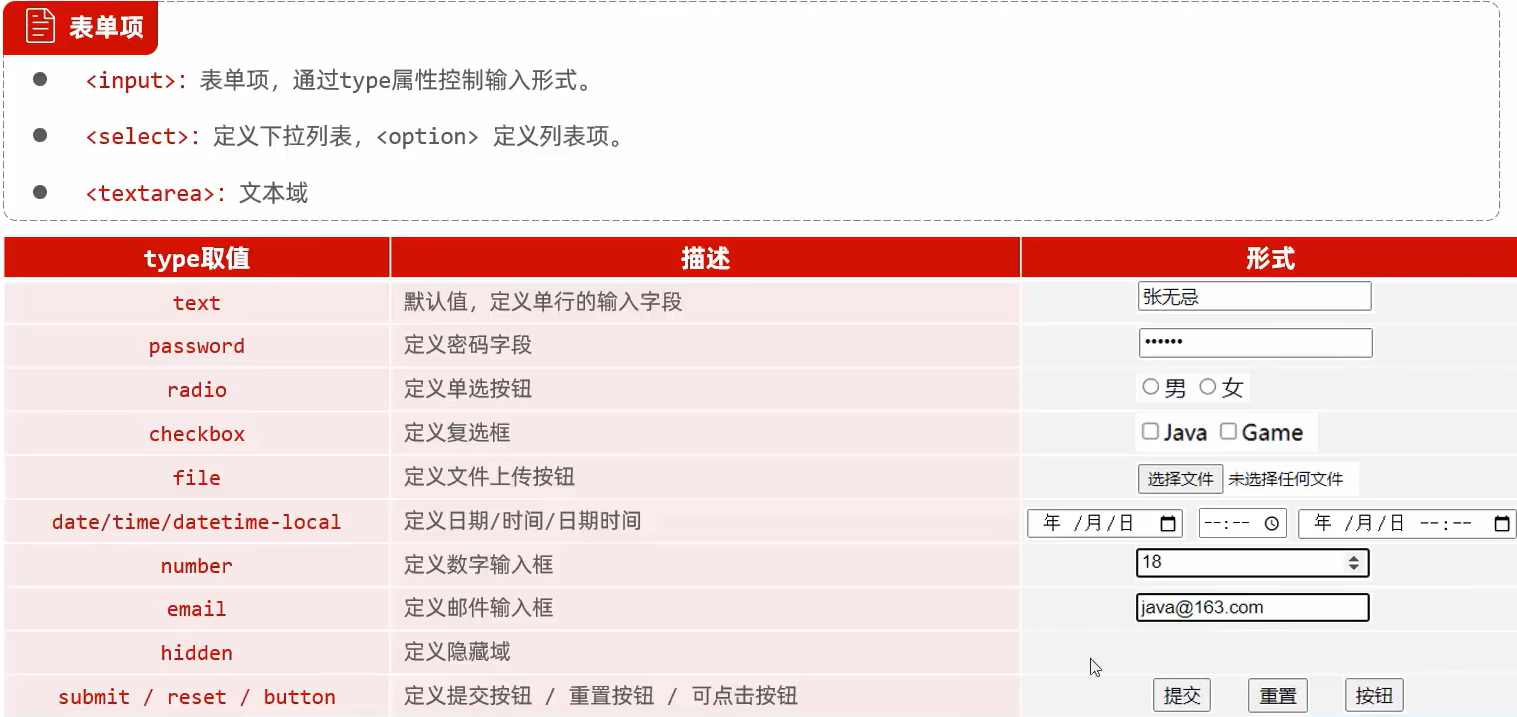 表单项
<input>：表单项，通过type属性控制输入形式。
<select>：定义下拉列表，<option> 定义列表项。
<textarea>：文本域
type取值 描述 形式
text 默认值，定义单行的输入字段 张无忌
password 定义密码字段 ••••••
radio 定义单选按钮 男 女
checkbox 定义复选框 Java Game
file 定义文件上传按钮 选择文件 未选择任何文件
date/time/datetime-local 定义日期/时间/日期时间 年 /月/日 --:-- 年 /月/日 --:--
number 定义数字输入框 18
email 定义邮件输入框 java@163.com
hidden 定义隐藏域
submit / reset / button 定义提交按钮 / 重置按钮 / 可点击按钮 提交 重置 按钮